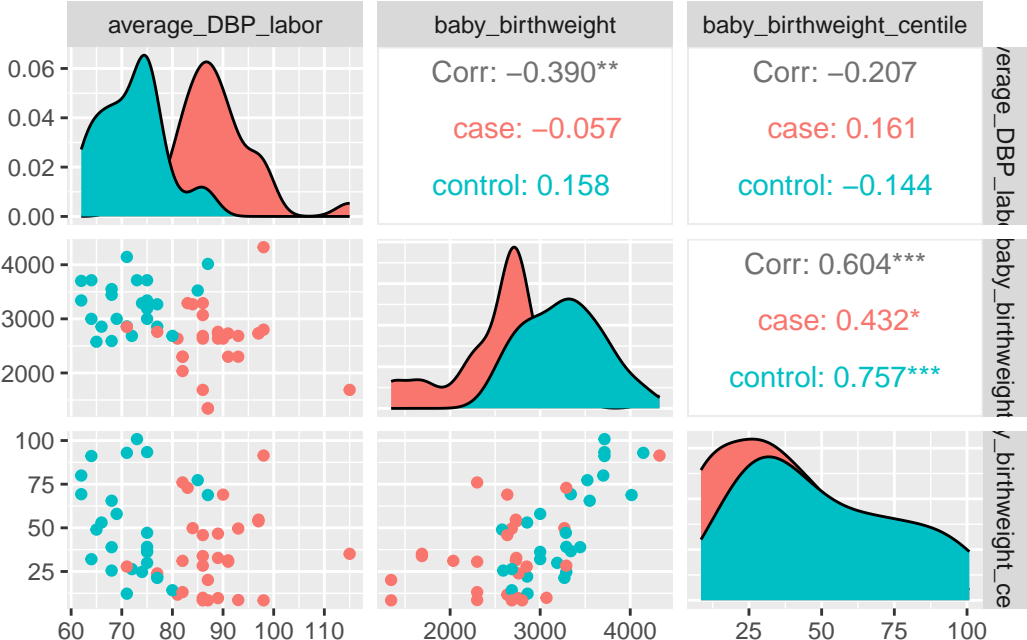 average_DBP_labor
baby_birthweight
baby_birthweight_centile
0.06
0.04
0.02
0.00
Corr: −0.390**
case: −0.057
control: 0.158
Corr: −0.207
case: 0.161
control: −0.144
verage_DBP_labo
4000
3000
2000
Corr: 0.604***
case: 0.432*
control: 0.757***
baby_birthweight
100
75
50
25
y_birthweight_ce
60 70 80 90 100 110
2000 3000 4000
25 50 75 100